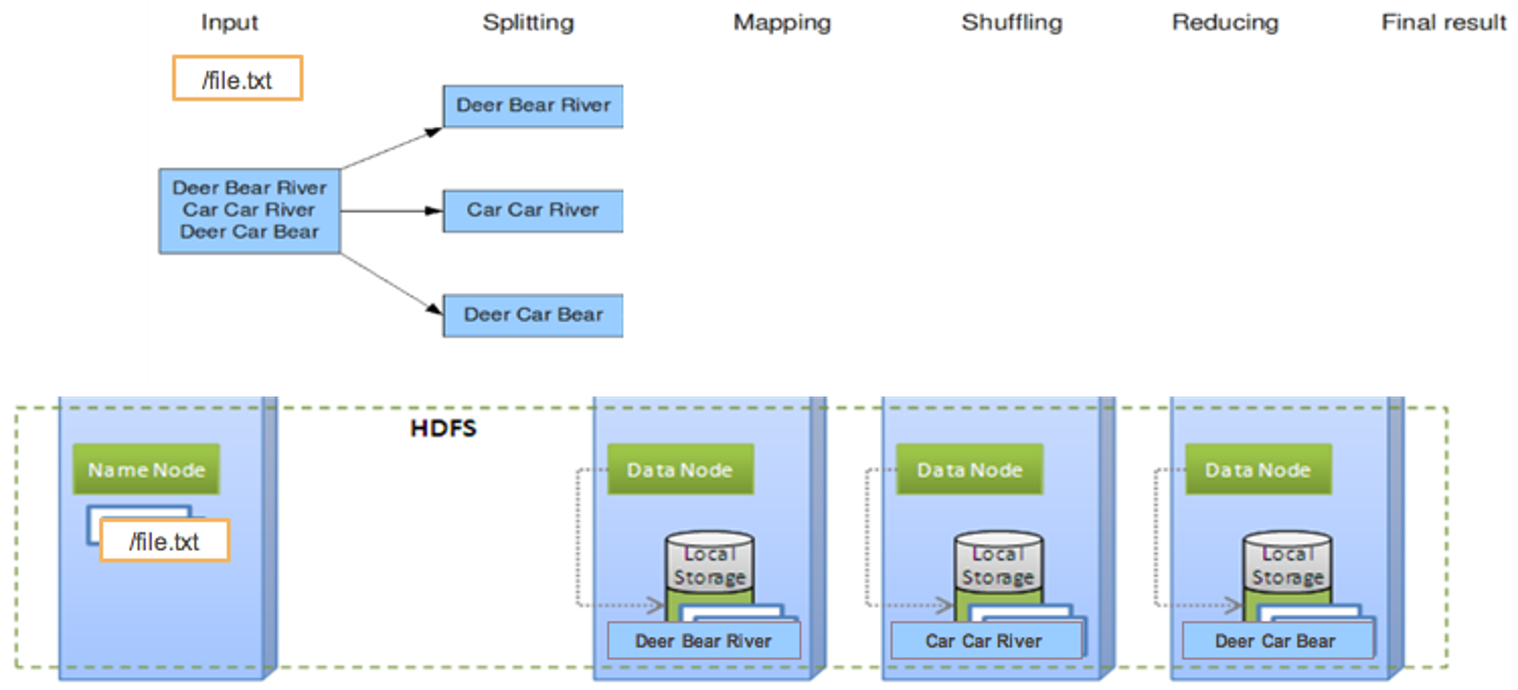 Input Splitting Mapping Shuffling Reducing Final result
/file.txt
Deer Bear River
Deer Bear River
Car Car River
Deer Car Bear
Car Car River
Deer Car Bear
HDFS
Name Node
Data Node
Data Node
Data Node
/file.txt
Local
Storage
Local
Storage
Local
Storage
Deer Bear River
Car Car River
Deer Car Bear